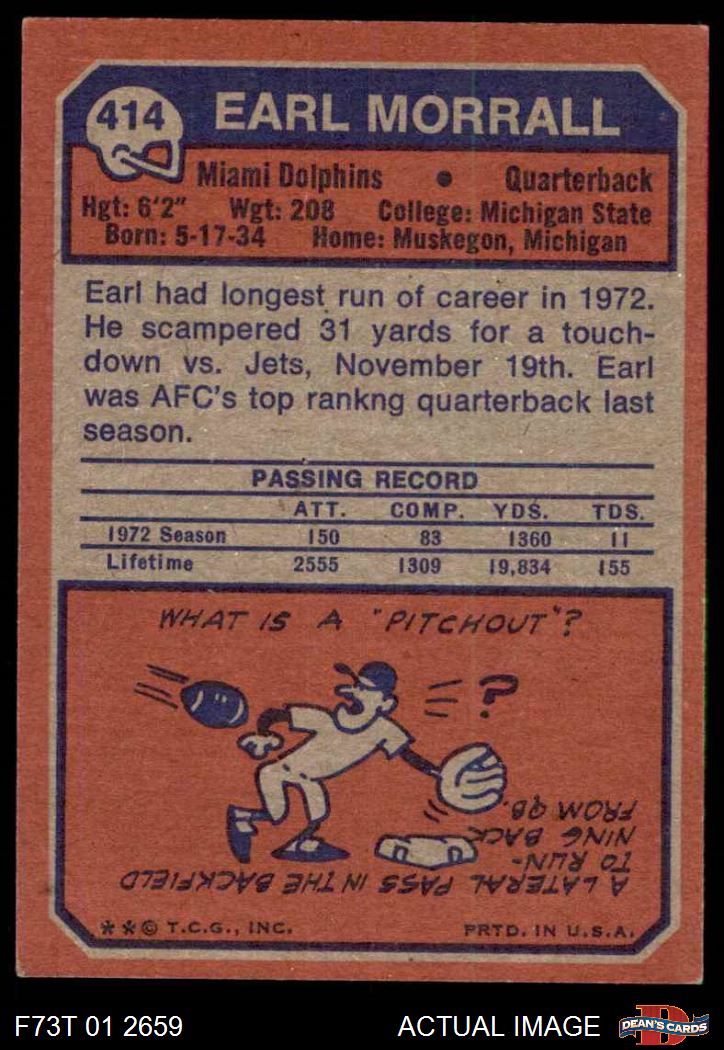 414
EARL MORRALL
Miami Dolphins • Quarterback
Hgt: 6'2" Wgt: 208 College: Michigan State
Born: 5-17-34 Home: Muskegon, Michigan
Earl had longest run of career in 1972.
He scampered 31 yards for a touch-
down vs. Jets, November 19th. Earl
was AFC's top rankng quarterback last
season.
PASSING RECORD
ATT. COMP. YDS. TDS.
1972 Season 150 83 1360 11
Lifetime 2555 1309 19,834 155
WHAT IS A "PITCHOUT"?
?
A LATERAL PASS IN THE BACKFIELD
TO RUN-
NING BACK
FROM QB.
**© T.C.G., INC. PRTD. IN U.S.A.
F73T 01 2659 ACTUAL IMAGE
D
DEAN'S CARDS